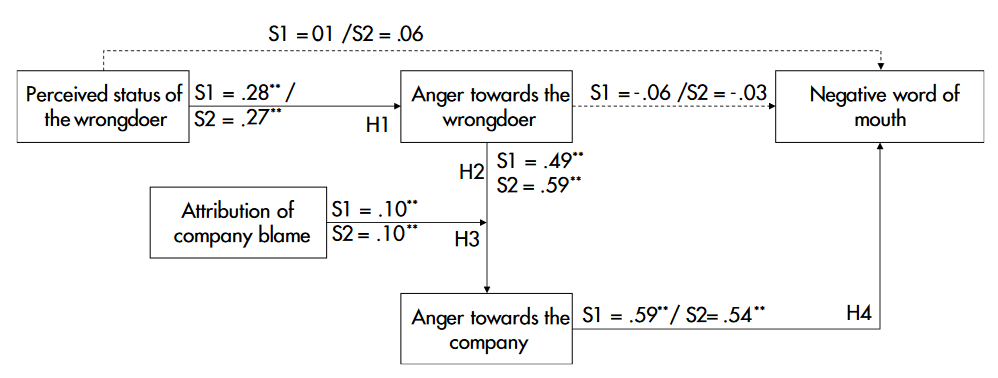 S1 =01 /S2 = .06
Perceived status of
the wrongdoer
S1 = .28** /
S2 = .27**
H1
Anger towards the
wrongdoer
S1 =-.06 /S2 =-.03
Negative word of
mouth
H2
S1 = .49**
S2 = .59**
Attribution of
company blame
S1 = .10**
S2 = .10**
H3
Anger towards the
company
S1 = .59**/ S2= .54**
H4